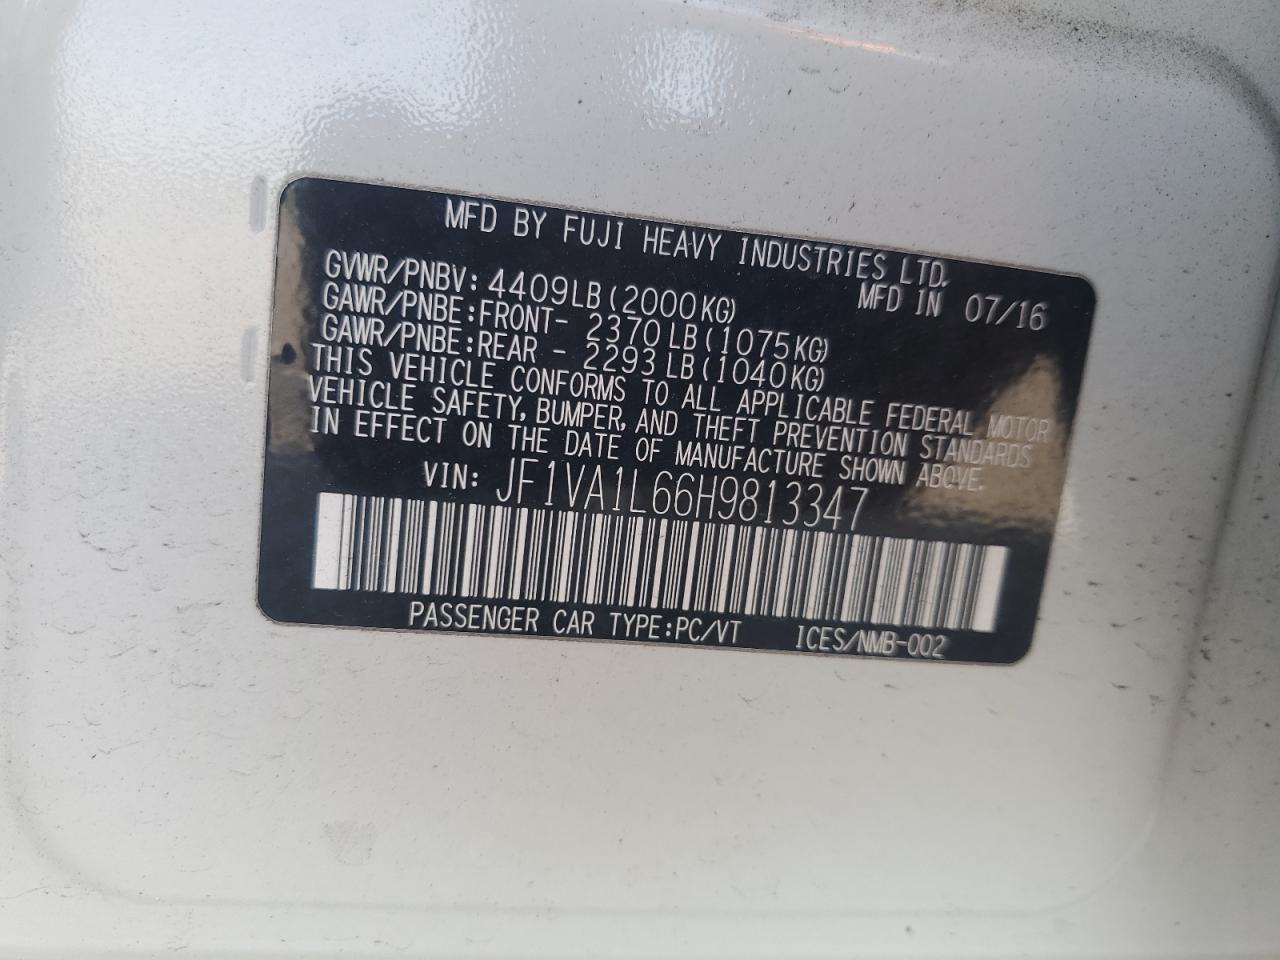 MFD BY FUJI HEAVY INDUSTRIES LTD.
GVWR/PNBV: 4409LB(2000KG) MFD IN 07/16
GAWR/PNBE:FRONT- 2370LB(1075KG)
GAWR/PNBE:REAR - 2293LB(1040KG)
THIS VEHICLE CONFORMS TO ALL APPLICABLE FEDERAL MOTOR
VEHICLE SAFETY, BUMPER, AND THEFT PREVENTION STANDARDS
IN EFFECT ON THE DATE OF MANUFACTURE SHOWN ABOVE.
VIN: JF1VA1L66H9813347
PASSENGER CAR TYPE:PC/VT ICES/NMB-002